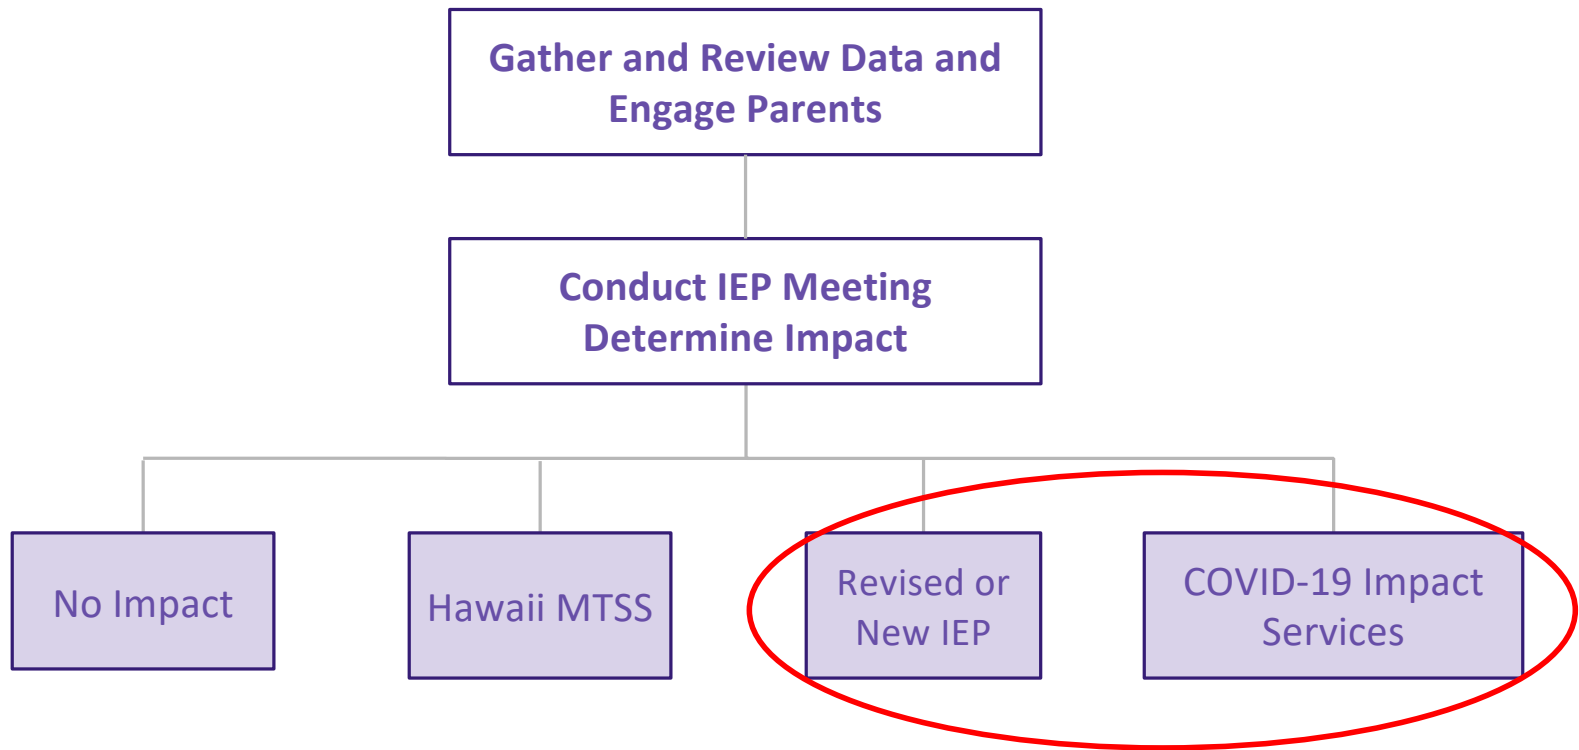 Gather and Review Data and
Engage Parents
Conduct IEP Meeting
Determine Impact
No Impact
Hawaii MTSS
Revised or
New IEP
COVID-19 Impact
Services